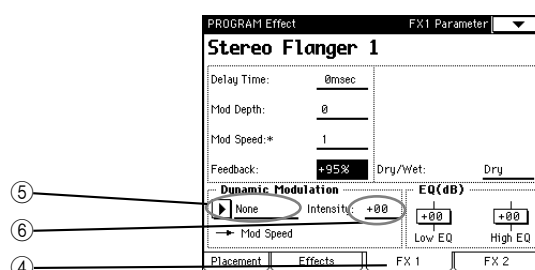 PROGRAM Effect FX1 Parameter
Stereo Flanger 1
Delay Time: 0msec
Mod Depth: 0
Mod Speed:* 1
Feedback: +95% Dry/Wet: Dry
Dynamic Modulation EQ(dB)
⑤ None Intensity: +00 +00 +00
⑥ Mod Speed Low EQ High EQ
④ Placement Effects FX 1 FX 2